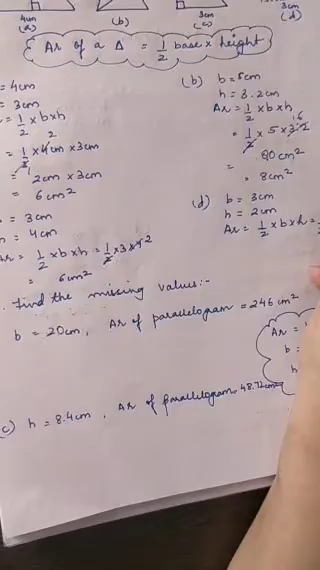 4cm
(a)
(b)
3cm
(c)
3cm
(d)
Ar of a Δ = 1/2 base x height
= 4cm
= 3cm
= 1/2 x b x h
= 1/2 x 4cm x 3cm
2
= 2cm x 3cm
= 6cm²
(b) b = 5cm
h = 3.2cm
Ar = 1/2 x b x h
= 1/2 x 5 x 3.2
= 80cm²
= 8cm²
= 3cm
= 4cm
Ar = 1/2 x b x h = 1/2 x 3 x 4 2
= 6cm²
(d) b = 3cm
h = 2cm
Ar = 1/2 x b x h =
Find the missing values:-
b = 20cm, Ar of parallelogram = 246 cm²
Ar =
b =
h
c) h = 8.4cm, Ar of parallelogram = 48.72cm²